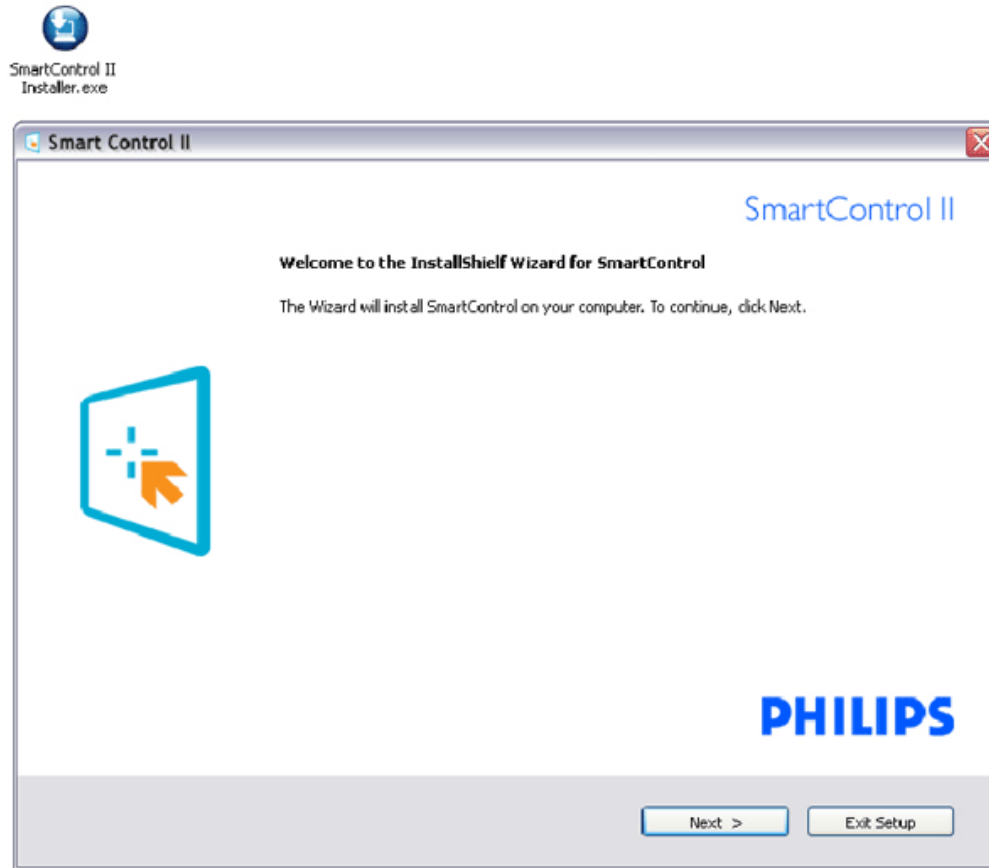 SmartControl II
Installer.exe
Smart Control II
SmartControl II
Welcome to the InstallShielf Wizard for SmartControl
The Wizard will install SmartControl on your computer. To continue, click Next.
PHILIPS
Next >
Exit Setup